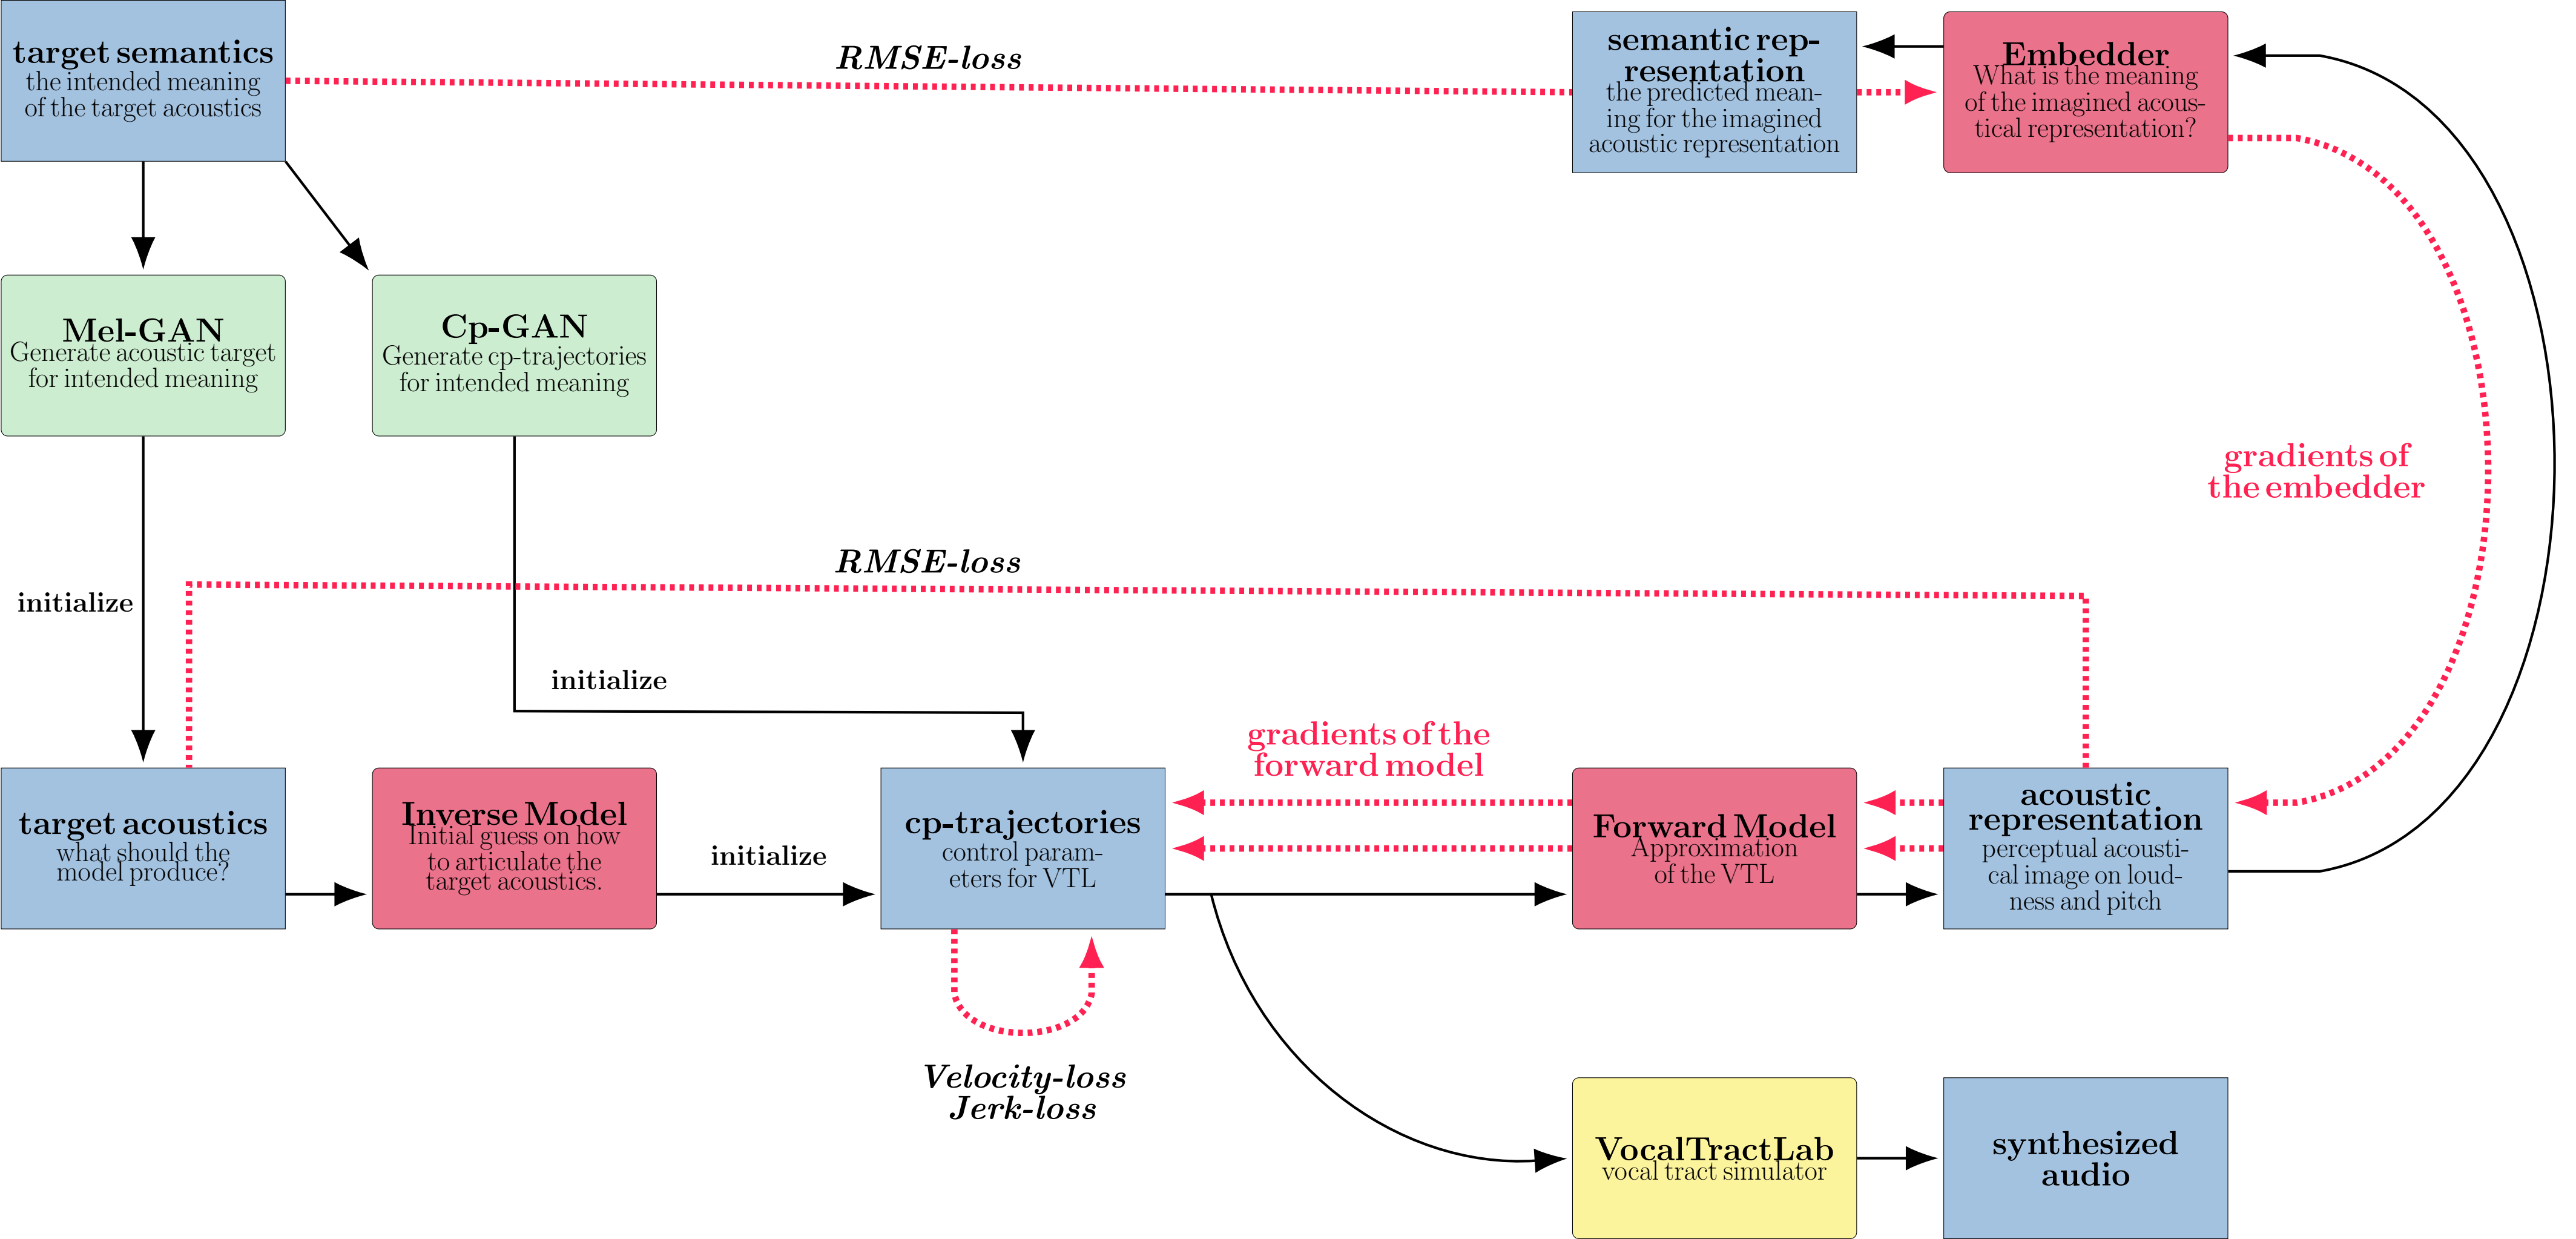 target semantics
the intended meaning
of the target acoustics
RMSE-loss
semantic rep-
resentation
the predicted mean-
ing for the imagined
acoustic representation
Embedder
What is the meaning
of the imagined acous-
tical representation?
Mel-GAN
Generate acoustic target
for intended meaning
Cp-GAN
Generate cp-trajectories
for intended meaning
gradients of
the embedder
RMSE-loss
initialize
initialize
gradients of the
forward model
target acoustics
what should the
model produce?
Inverse Model
Initial guess on how
to articulate the
target acoustics.
initialize
cp-trajectories
control param-
eters for VTL
Forward Model
Approximation
of the VTL
acoustic
representation
perceptual acousti-
cal image on loud-
ness and pitch
Velocity-loss
Jerk-loss
VocalTractLab
vocal tract simulator
synthesized
audio